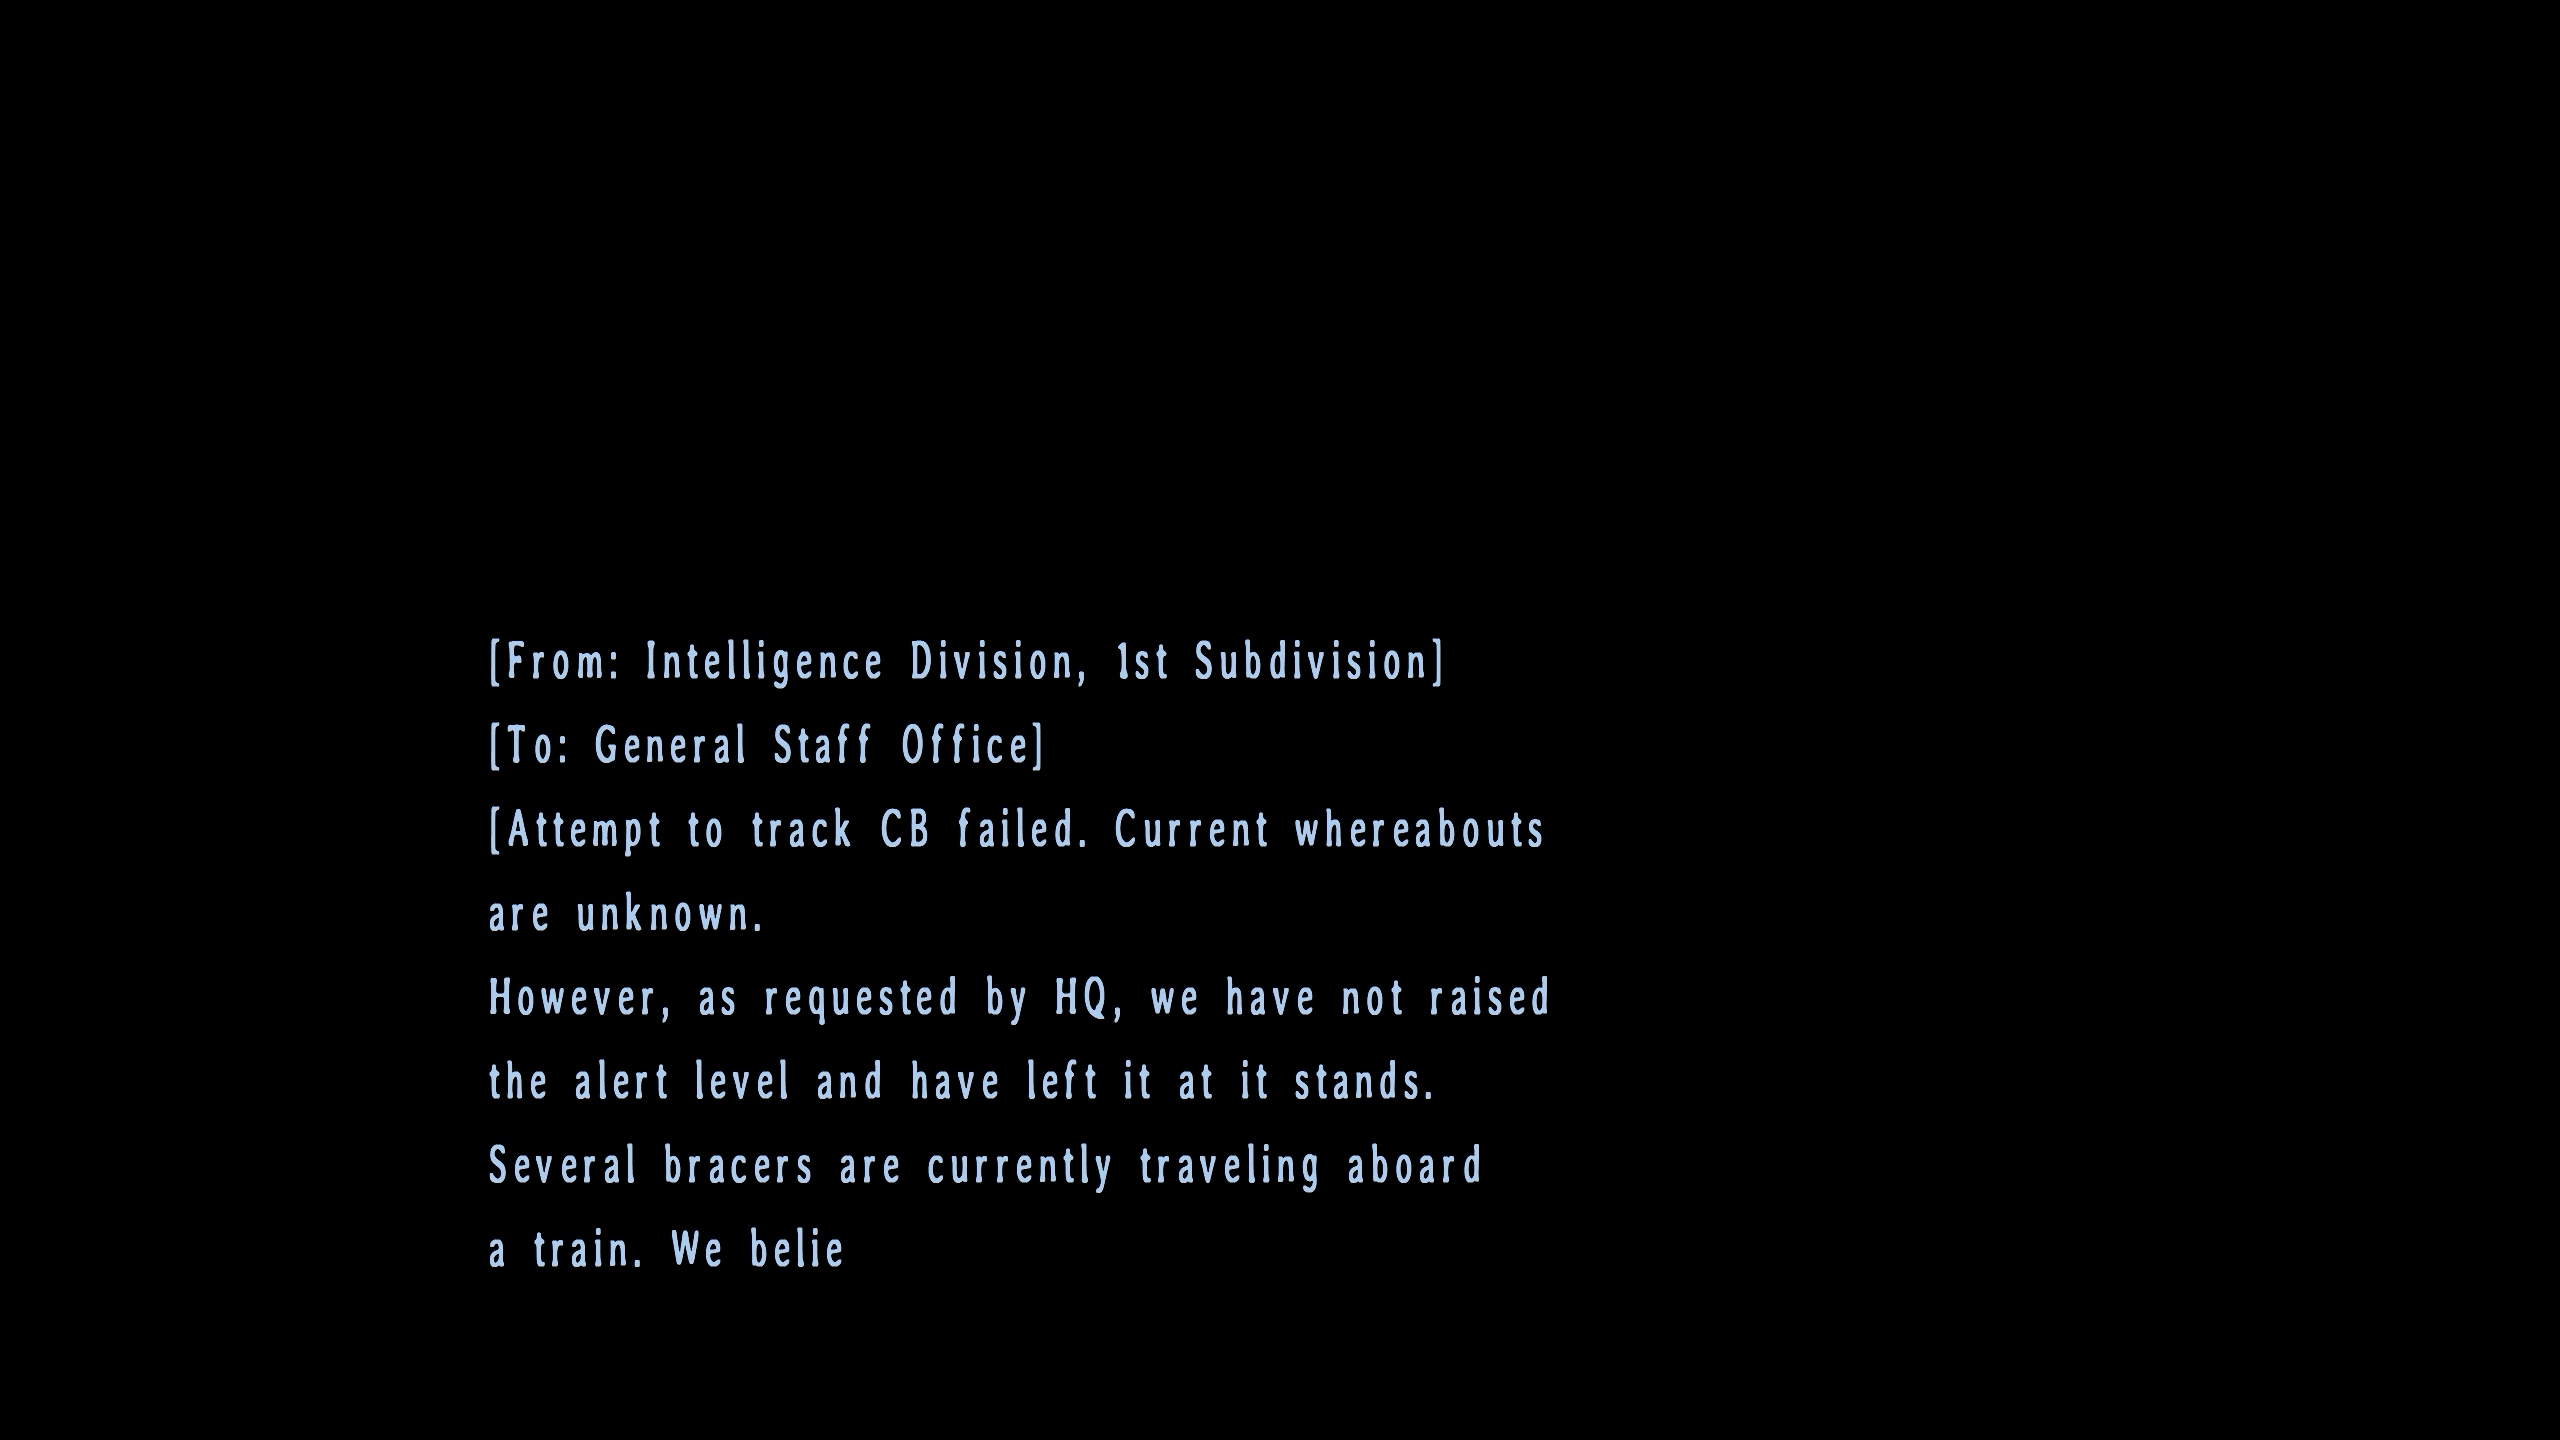 [From: Intelligence Division, 1st Subdivision]
[To: General Staff Office]
[Attempt to track CB failed. Current whereabouts
are unknown.
However, as requested by HQ, we have not raised
the alert level and have left it at it stands.
Several bracers are currently traveling aboard
a train. We belie